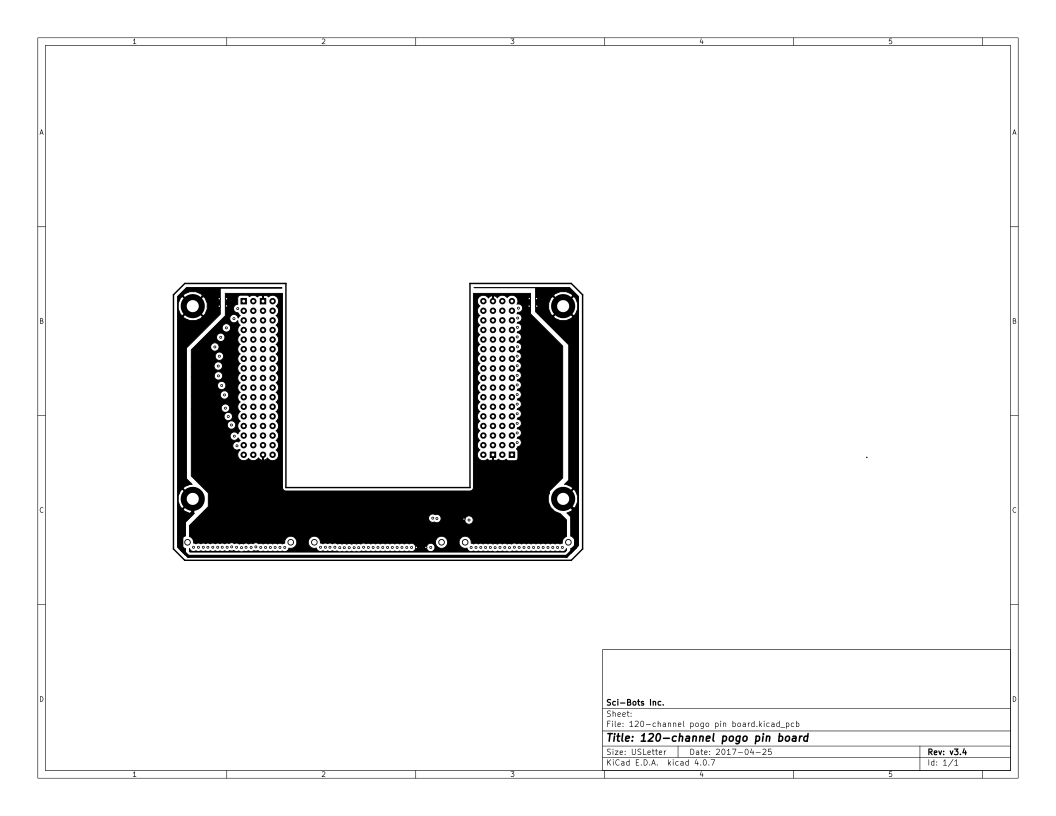 1 2 3 4 5
A A
B B
C C
D D
Sci-Bots Inc.
Sheet:
File: 120-channel pogo pin board.kicad_pcb
Title: 120-channel pogo pin board
Size: USLetter Date: 2017-04-25 Rev: v3.4
KiCad E.D.A. kicad 4.0.7 Id: 1/1
1 2 3 4 5